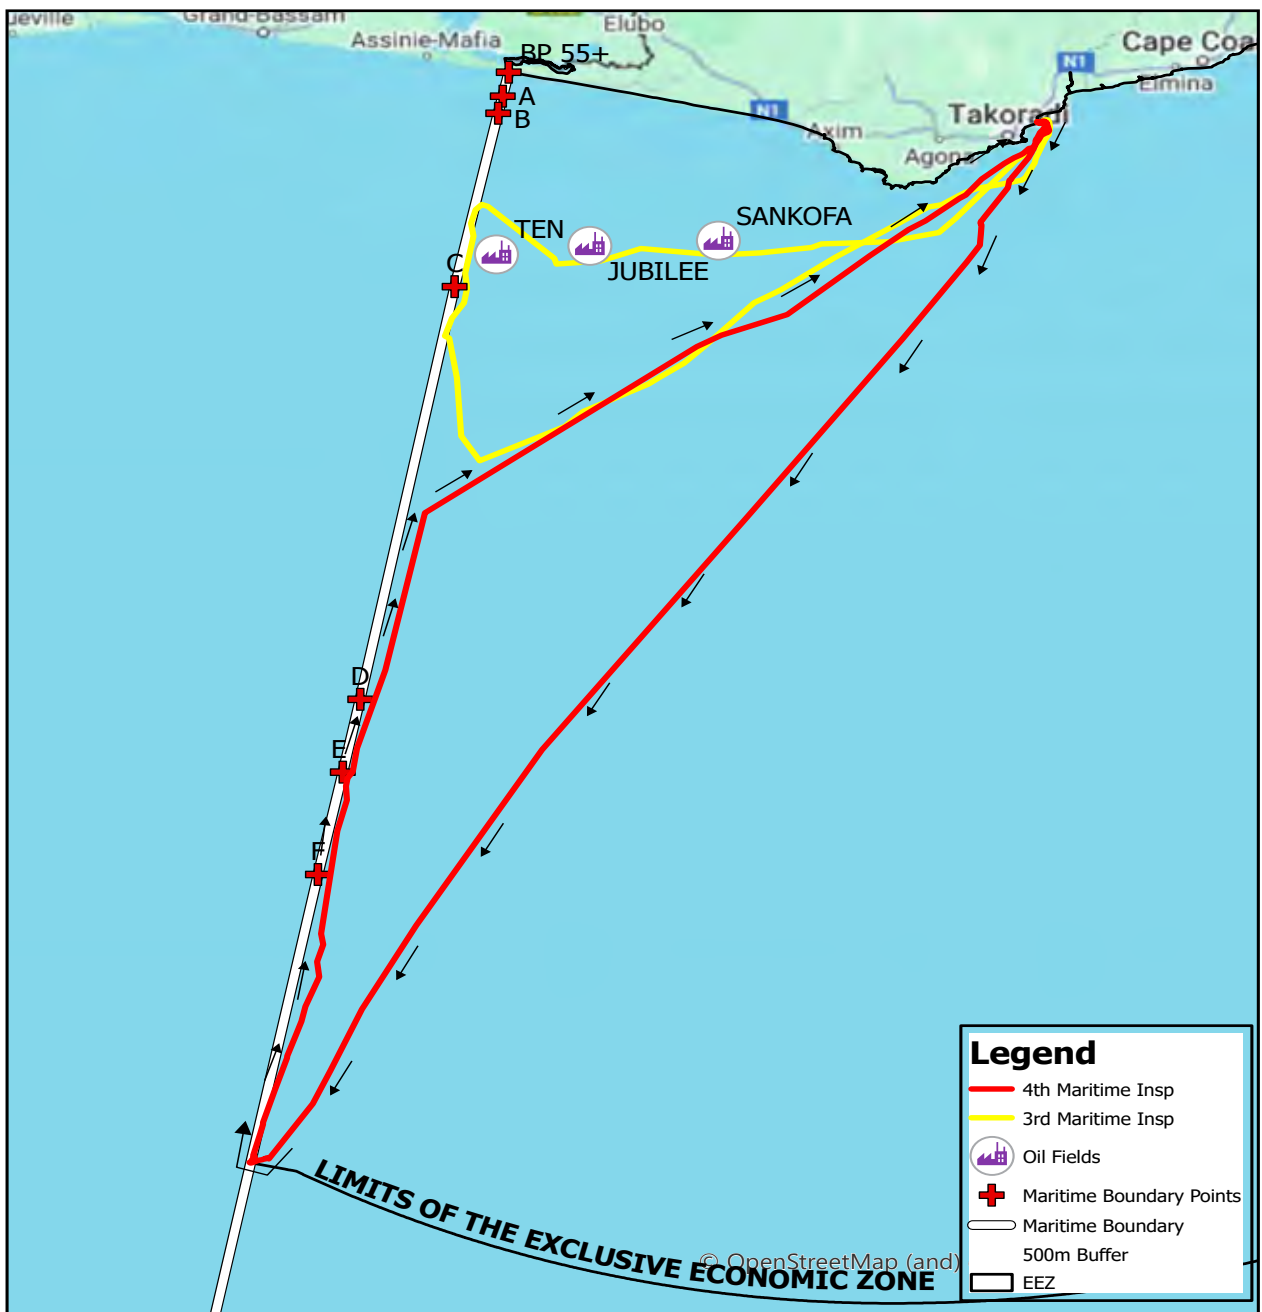 ueville
Grand-Bassam
Elubo
Assinie-Mafia
BP 55+
A
B
N1
Cape Coa
Elmina
N1
Axim
Takoradi
Agona
SANKOFA
TEN
JUBILEE
C
D
E
F
LIMITS OF THE EXCLUSIVE ECONOMIC ZONE
© OpenStreetMap (and)
Legend
4th Maritime Insp
3rd Maritime Insp
Oil Fields
Maritime Boundary Points
Maritime Boundary
500m Buffer
EEZ